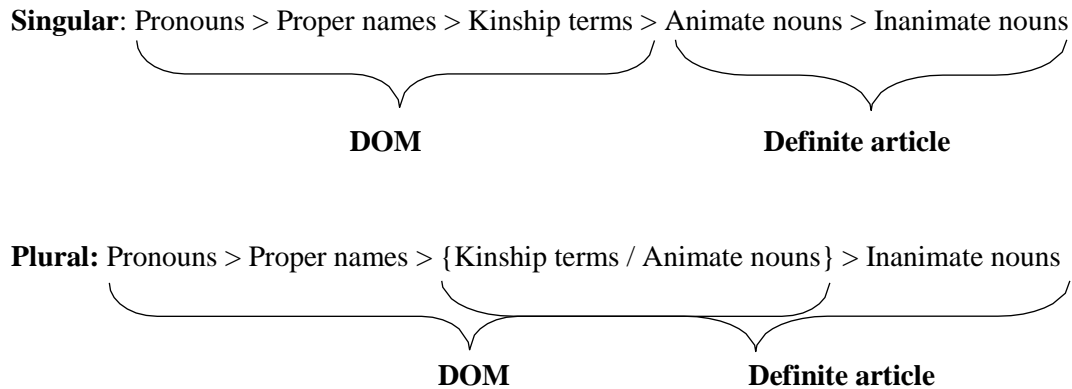 Singular: Pronouns > Proper names > Kinship terms > Animate nouns > Inanimate nouns
DOM Definite article
Plural: Pronouns > Proper names > {Kinship terms / Animate nouns} > Inanimate nouns
DOM Definite article